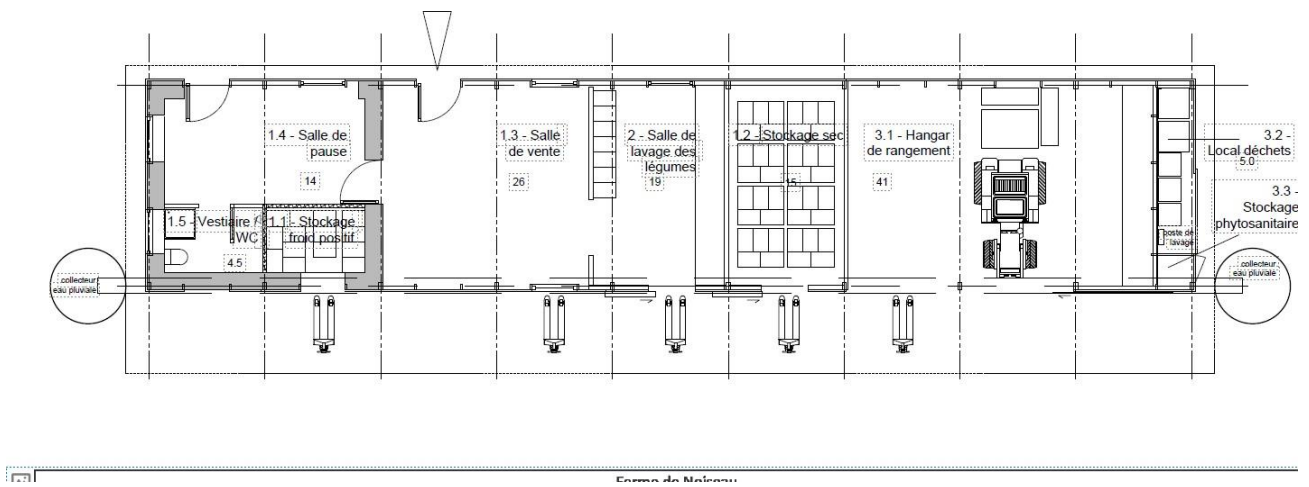 1.4 - Salle de
pause
14
1.3 - Salle
de vente
26
2 - Salle de
lavage des
légumes
19
1.2 - Stockage sec
15
3.1 - Hangar
de rangement
41
3.2 -
Local déchets
5.0
3.3 -
Stockage
phytosanitaire
1.5 - Vestiaire /
WC
4.5
1.1 - Stockage
froid positif
poste de
lavage
collecteur
eau pluviale
collecteur
eau pluviale
Ferme de Noiseau